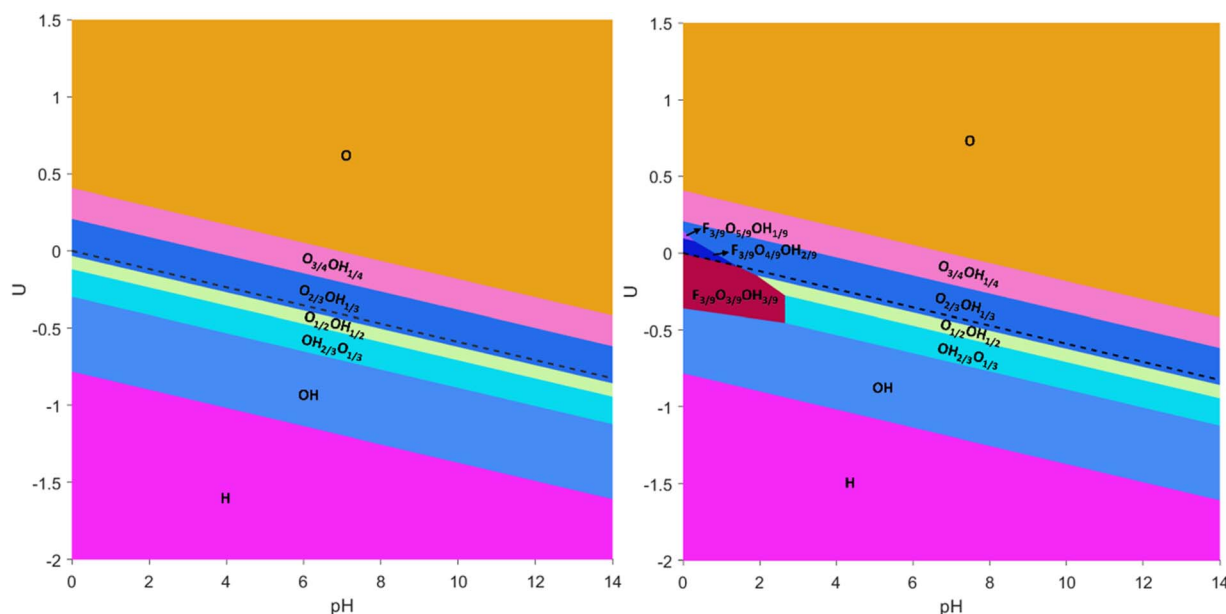 1.5
1
0.5
0
-0.5
-1
-1.5
-2
U
O
O3/4OH1/4
O2/3OH1/3
O1/2OH1/2
OH2/3O1/3
OH
H
0 2 4 6 8 10 12 14
pH
1.5
1
0.5
0
-0.5
-1
-1.5
-2
U
O
F3/9O5/9OH1/9
F3/9O4/9OH2/9
O3/4OH1/4
F3/9O3/9OH3/9
O2/3OH1/3
O1/2OH1/2
OH2/3O1/3
OH
H
0 2 4 6 8 10 12 14
pH